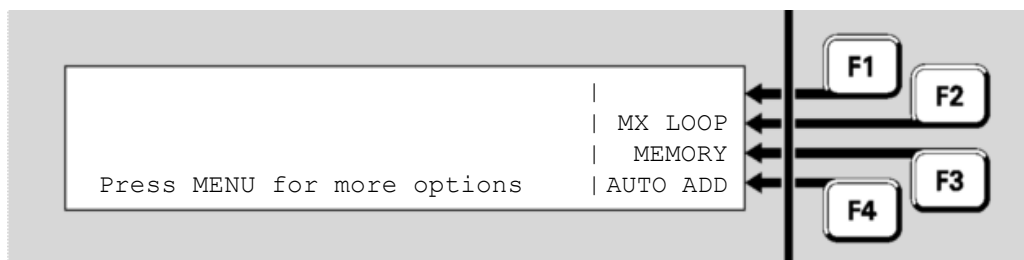 F1
F2
|
| MX LOOP
| MEMORY
Press MENU for more options | AUTO ADD
F3
F4